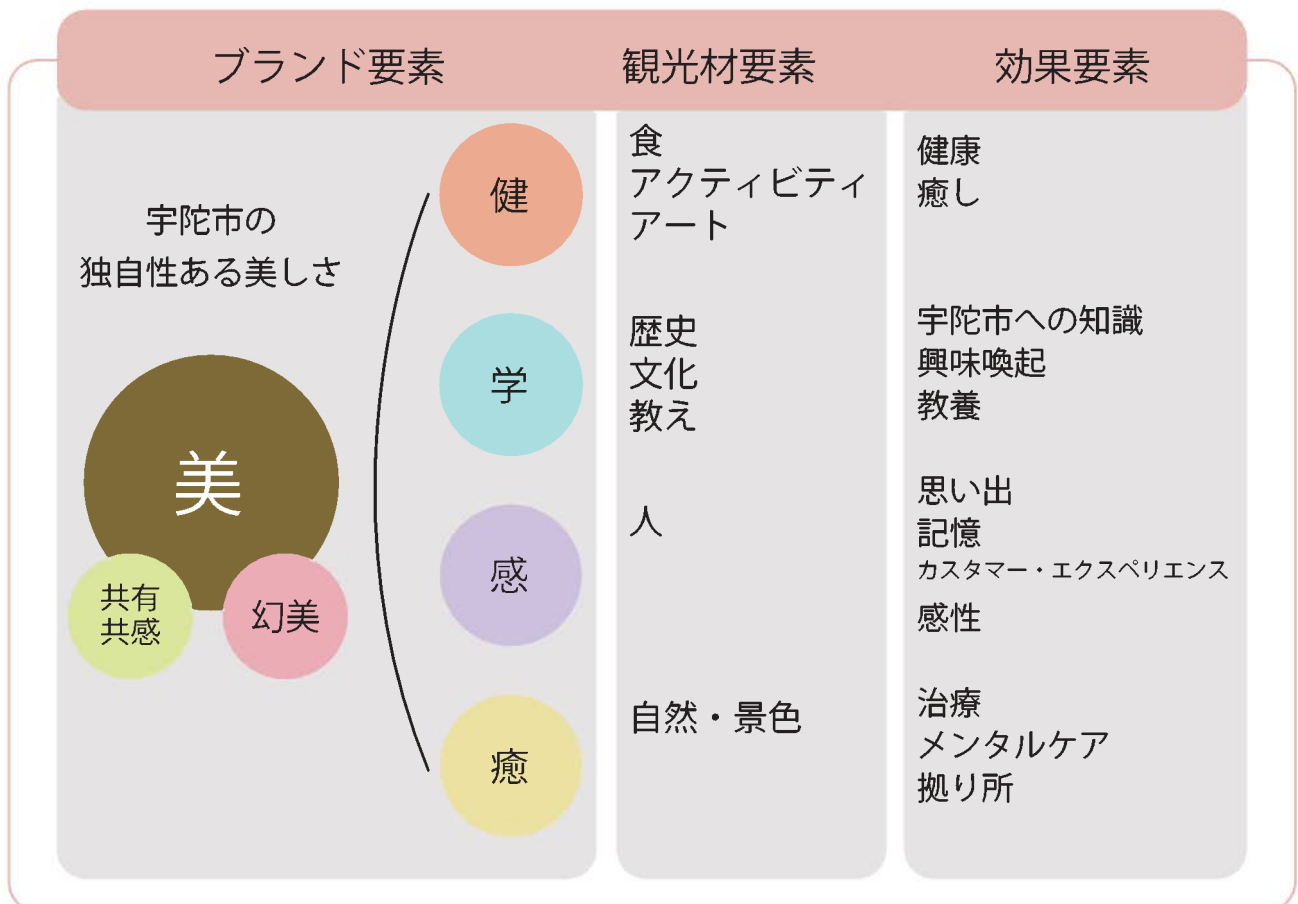 ブランド要素
観光材要素
効果要素
宇陀市の
独自性ある美しさ
美
共有
共感
幻美
健
食
アクティビティ
アート
健康
癒し
学
歴史
文化
教え
宇陀市への知識
興味喚起
教養
感
人
思い出
記憶
カスタマー・エクスペリエンス
感性
癒
自然・景色
治療
メンタルケア
拠り所